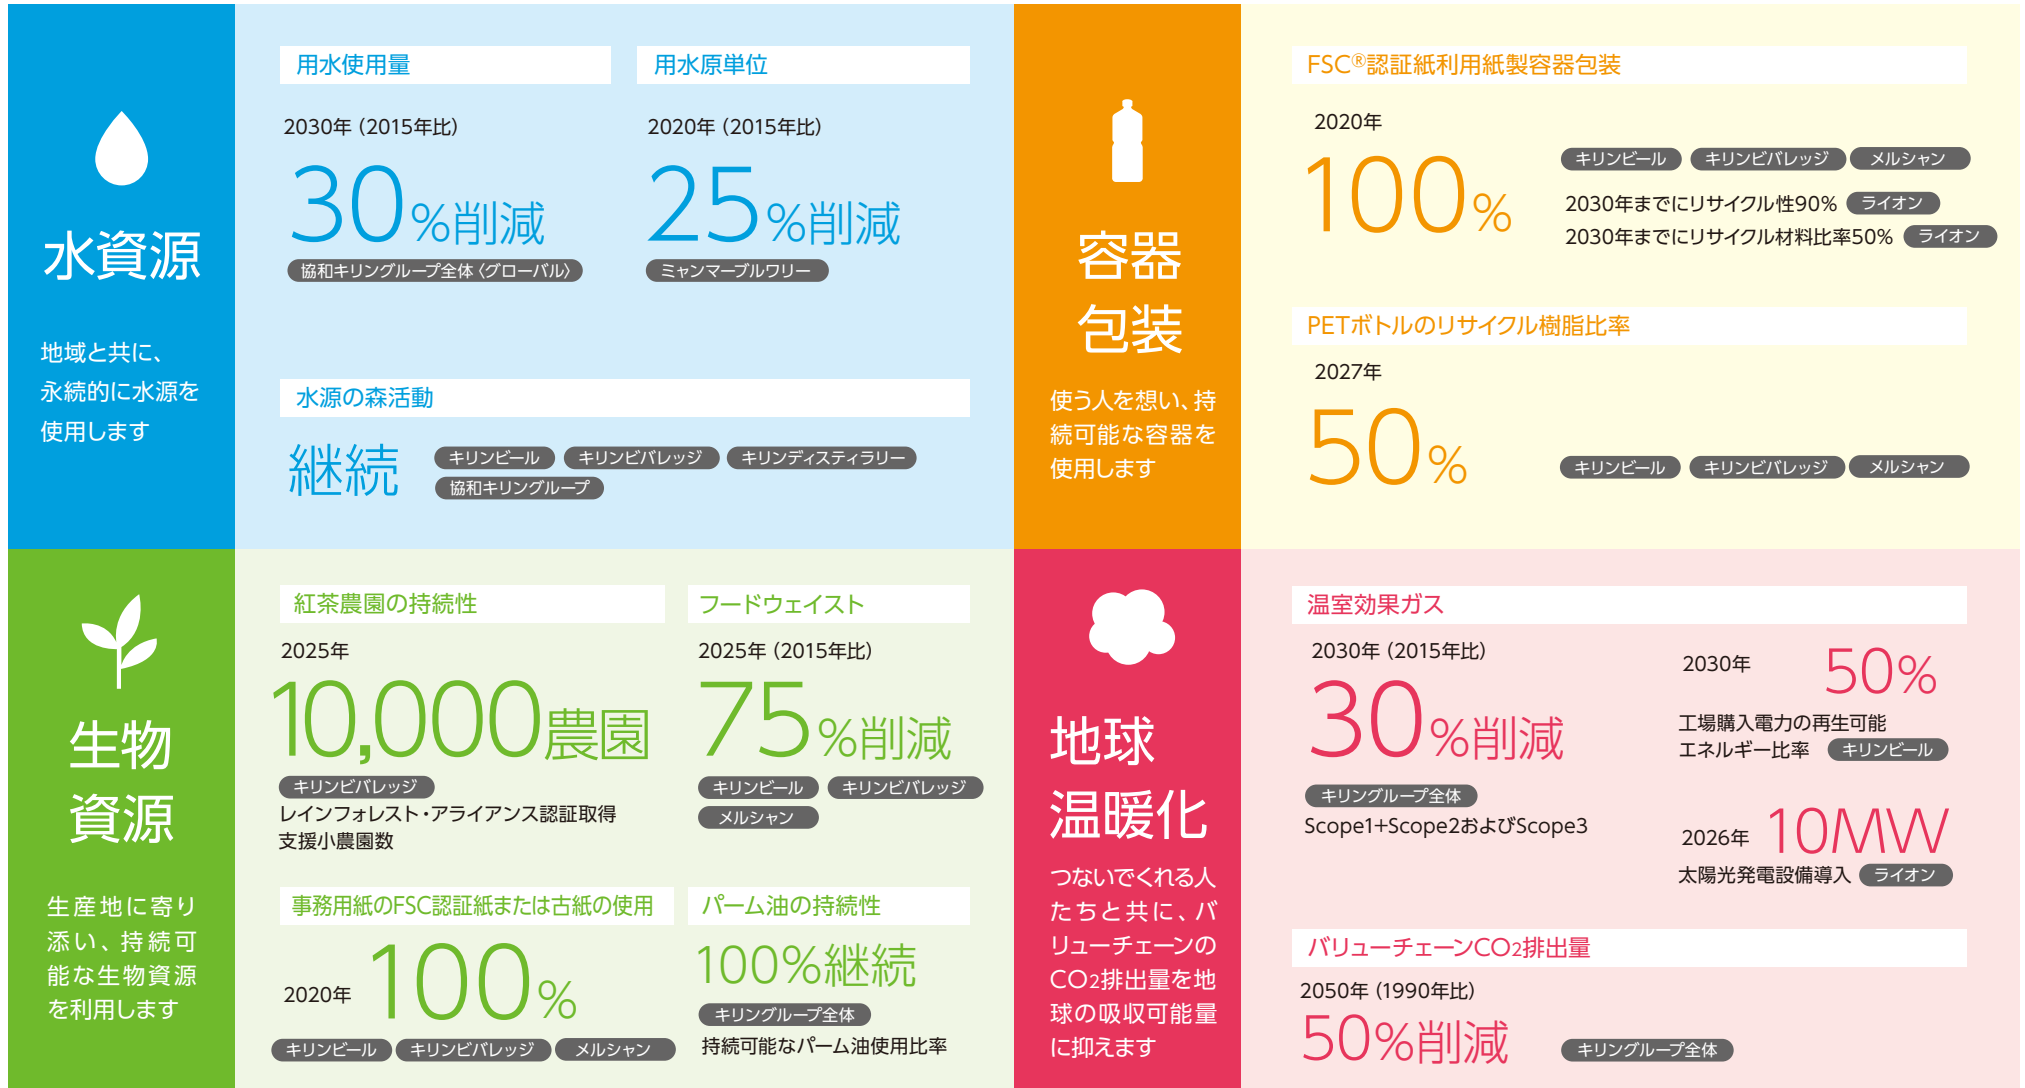 水資源
地域と共に、
永続的に水源を
使用します
用水使用量
2030年（2015年比）
30%削減
協和キリングループ全体〈グローバル〉
用水原単位
2020年（2015年比）
25%削減
ミャンマーブルワリー
水源の森活動
継続
キリンビール キリンビバレッジ キリンディスティラリー
協和キリングループ
容器
包装
使う人を想い、持
続可能な容器を
使用します
FSC®認証紙利用紙製容器包装
2020年
100%
キリンビール キリンビバレッジ メルシャン
2030年までにリサイクル性90% ライオン
2030年までにリサイクル材料比率50% ライオン
PETボトルのリサイクル樹脂比率
2027年
50%
キリンビール キリンビバレッジ メルシャン
生物
資源
生産地に寄り
添い、持続可
能な生物資源
を利用します
紅茶農園の持続性
2025年
10,000農園
キリンビバレッジ
レインフォレスト・アライアンス認証取得
支援小農園数
フードウェイスト
2025年（2015年比）
75%削減
キリンビール キリンビバレッジ
メルシャン
事務用紙のFSC認証紙または古紙の使用
2020年 100%
キリンビール キリンビバレッジ メルシャン
パーム油の持続性
100%継続
キリングループ全体
持続可能なパーム油使用比率
地球
温暖化
つないでくれる人
たちと共に、バ
リューチェーンの
CO2排出量を地
球の吸収可能量
に抑えます
温室効果ガス
2030年（2015年比）
30%削減
キリングループ全体
Scope1+Scope2およびScope3
2030年 50%
工場購入電力の再生可能
エネルギー比率 キリンビール
2026年 10MW
太陽光発電設備導入 ライオン
バリューチェーンCO2排出量
2050年（1990年比）
50%削減
キリングループ全体